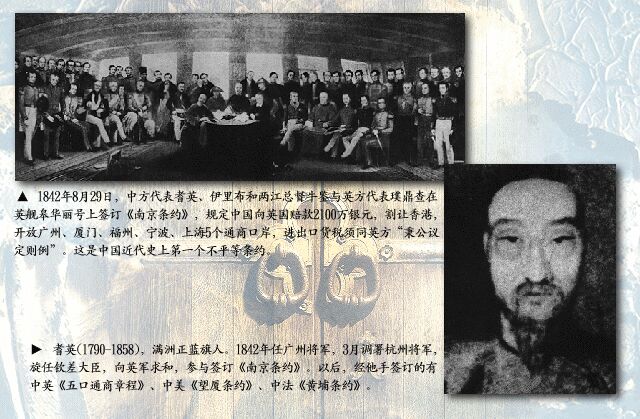 ▲ 1842年8月29日，中方代表耆英、伊里布和两江总督牛鉴与英方代表璞鼎查在
英舰皋华丽号上签订《南京条约》，规定中国向英国赔款2100万银元，割让香港，
开放广州、厦门、福州、宁波、上海5个通商口岸，进出口货税须同英方“秉公议
定则例”。这是中国近代史上第一个不平等条约。
▶ 耆英(1790-1858)，满洲正蓝旗人。1842年任广州将军，3月调署杭州将军，
旋任钦差大臣，向英军求和，参与签订《南京条约》。以后，经他手签订的有
中英《五口通商章程》、中美《望厦条约》、中法《黄埔条约》。